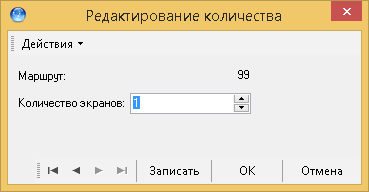 Редактирование количества
Действия
Маршрут: 99
Количество экранов: 1
Записать OK Отмена